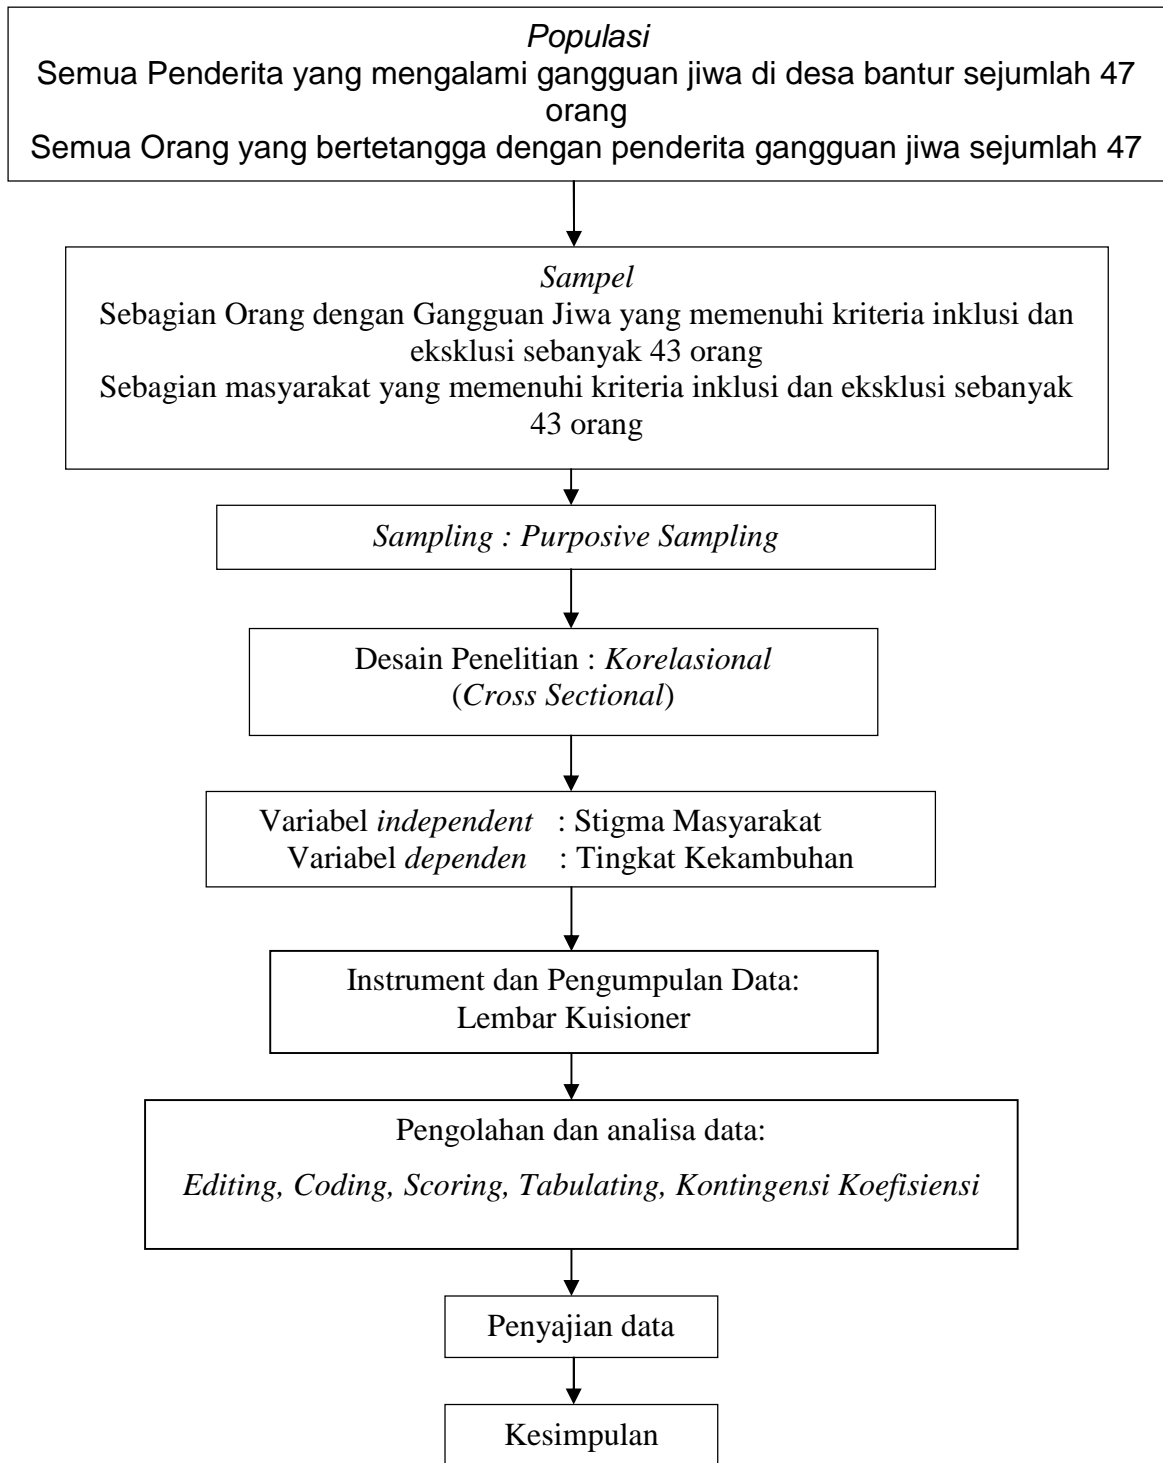 Populasi
Semua Penderita yang mengalami gangguan jiwa di desa bantur sejumlah 47
orang
Semua Orang yang bertetangga dengan penderita gangguan jiwa sejumlah 47
Sampel
Sebagian Orang dengan Gangguan Jiwa yang memenuhi kriteria inklusi dan
eksklusi sebanyak 43 orang
Sebagian masyarakat yang memenuhi kriteria inklusi dan eksklusi sebanyak
43 orang
Sampling : Purposive Sampling
Desain Penelitian : Korelasional
(Cross Sectional)
Variabel independent : Stigma Masyarakat
Variabel dependen : Tingkat Kekambuhan
Instrument dan Pengumpulan Data:
Lembar Kuisioner
Pengolahan dan analisa data:
Editing, Coding, Scoring, Tabulating, Kontingensi Koefisiensi
Penyajian data
Kesimpulan